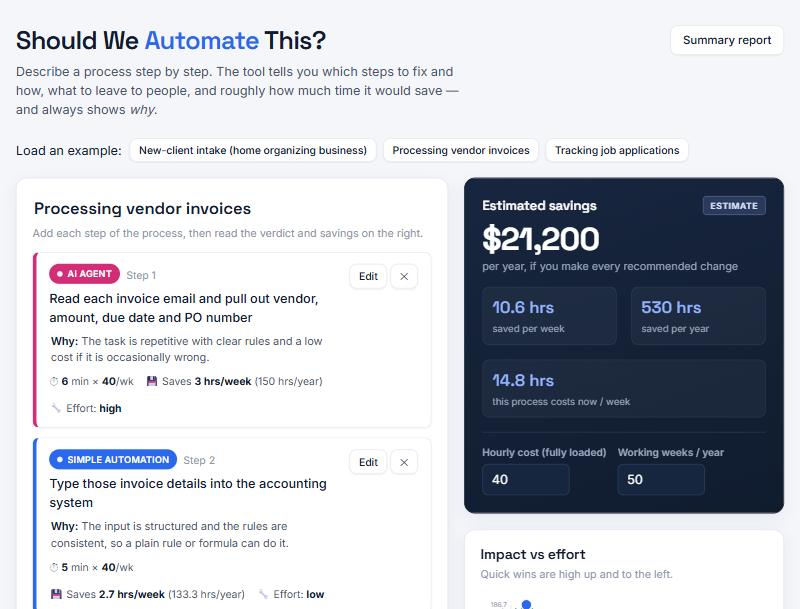 Should We Automate This?
Summary report
Describe a process step by step. The tool tells you which steps to fix and
how, what to leave to people, and roughly how much time it would save —
and always shows why.
Load an example:
New-client intake (home organizing business)
Processing vendor invoices
Tracking job applications
Processing vendor invoices
Add each step of the process, then read the verdict and savings on the right.
AI AGENT
Step 1
Edit
×
Read each invoice email and pull out vendor,
amount, due date and PO number
Why: The task is repetitive with clear rules and a low
cost if it is occasionally wrong.
6 min × 40/wk
Saves 3 hrs/week (150 hrs/year)
Effort: high
SIMPLE AUTOMATION
Step 2
Edit
×
Type those invoice details into the accounting
system
Why: The input is structured and the rules are
consistent, so a plain rule or formula can do it.
5 min × 40/wk
Saves 2.7 hrs/week (133.3 hrs/year)
Effort: low
Estimated savings
ESTIMATE
$21,200
per year, if you make every recommended change
10.6 hrs
saved per week
530 hrs
saved per year
14.8 hrs
this process costs now / week
Hourly cost (fully loaded)
Working weeks / year
40
50
Impact vs effort
Quick wins are high up and to the left.
186.7